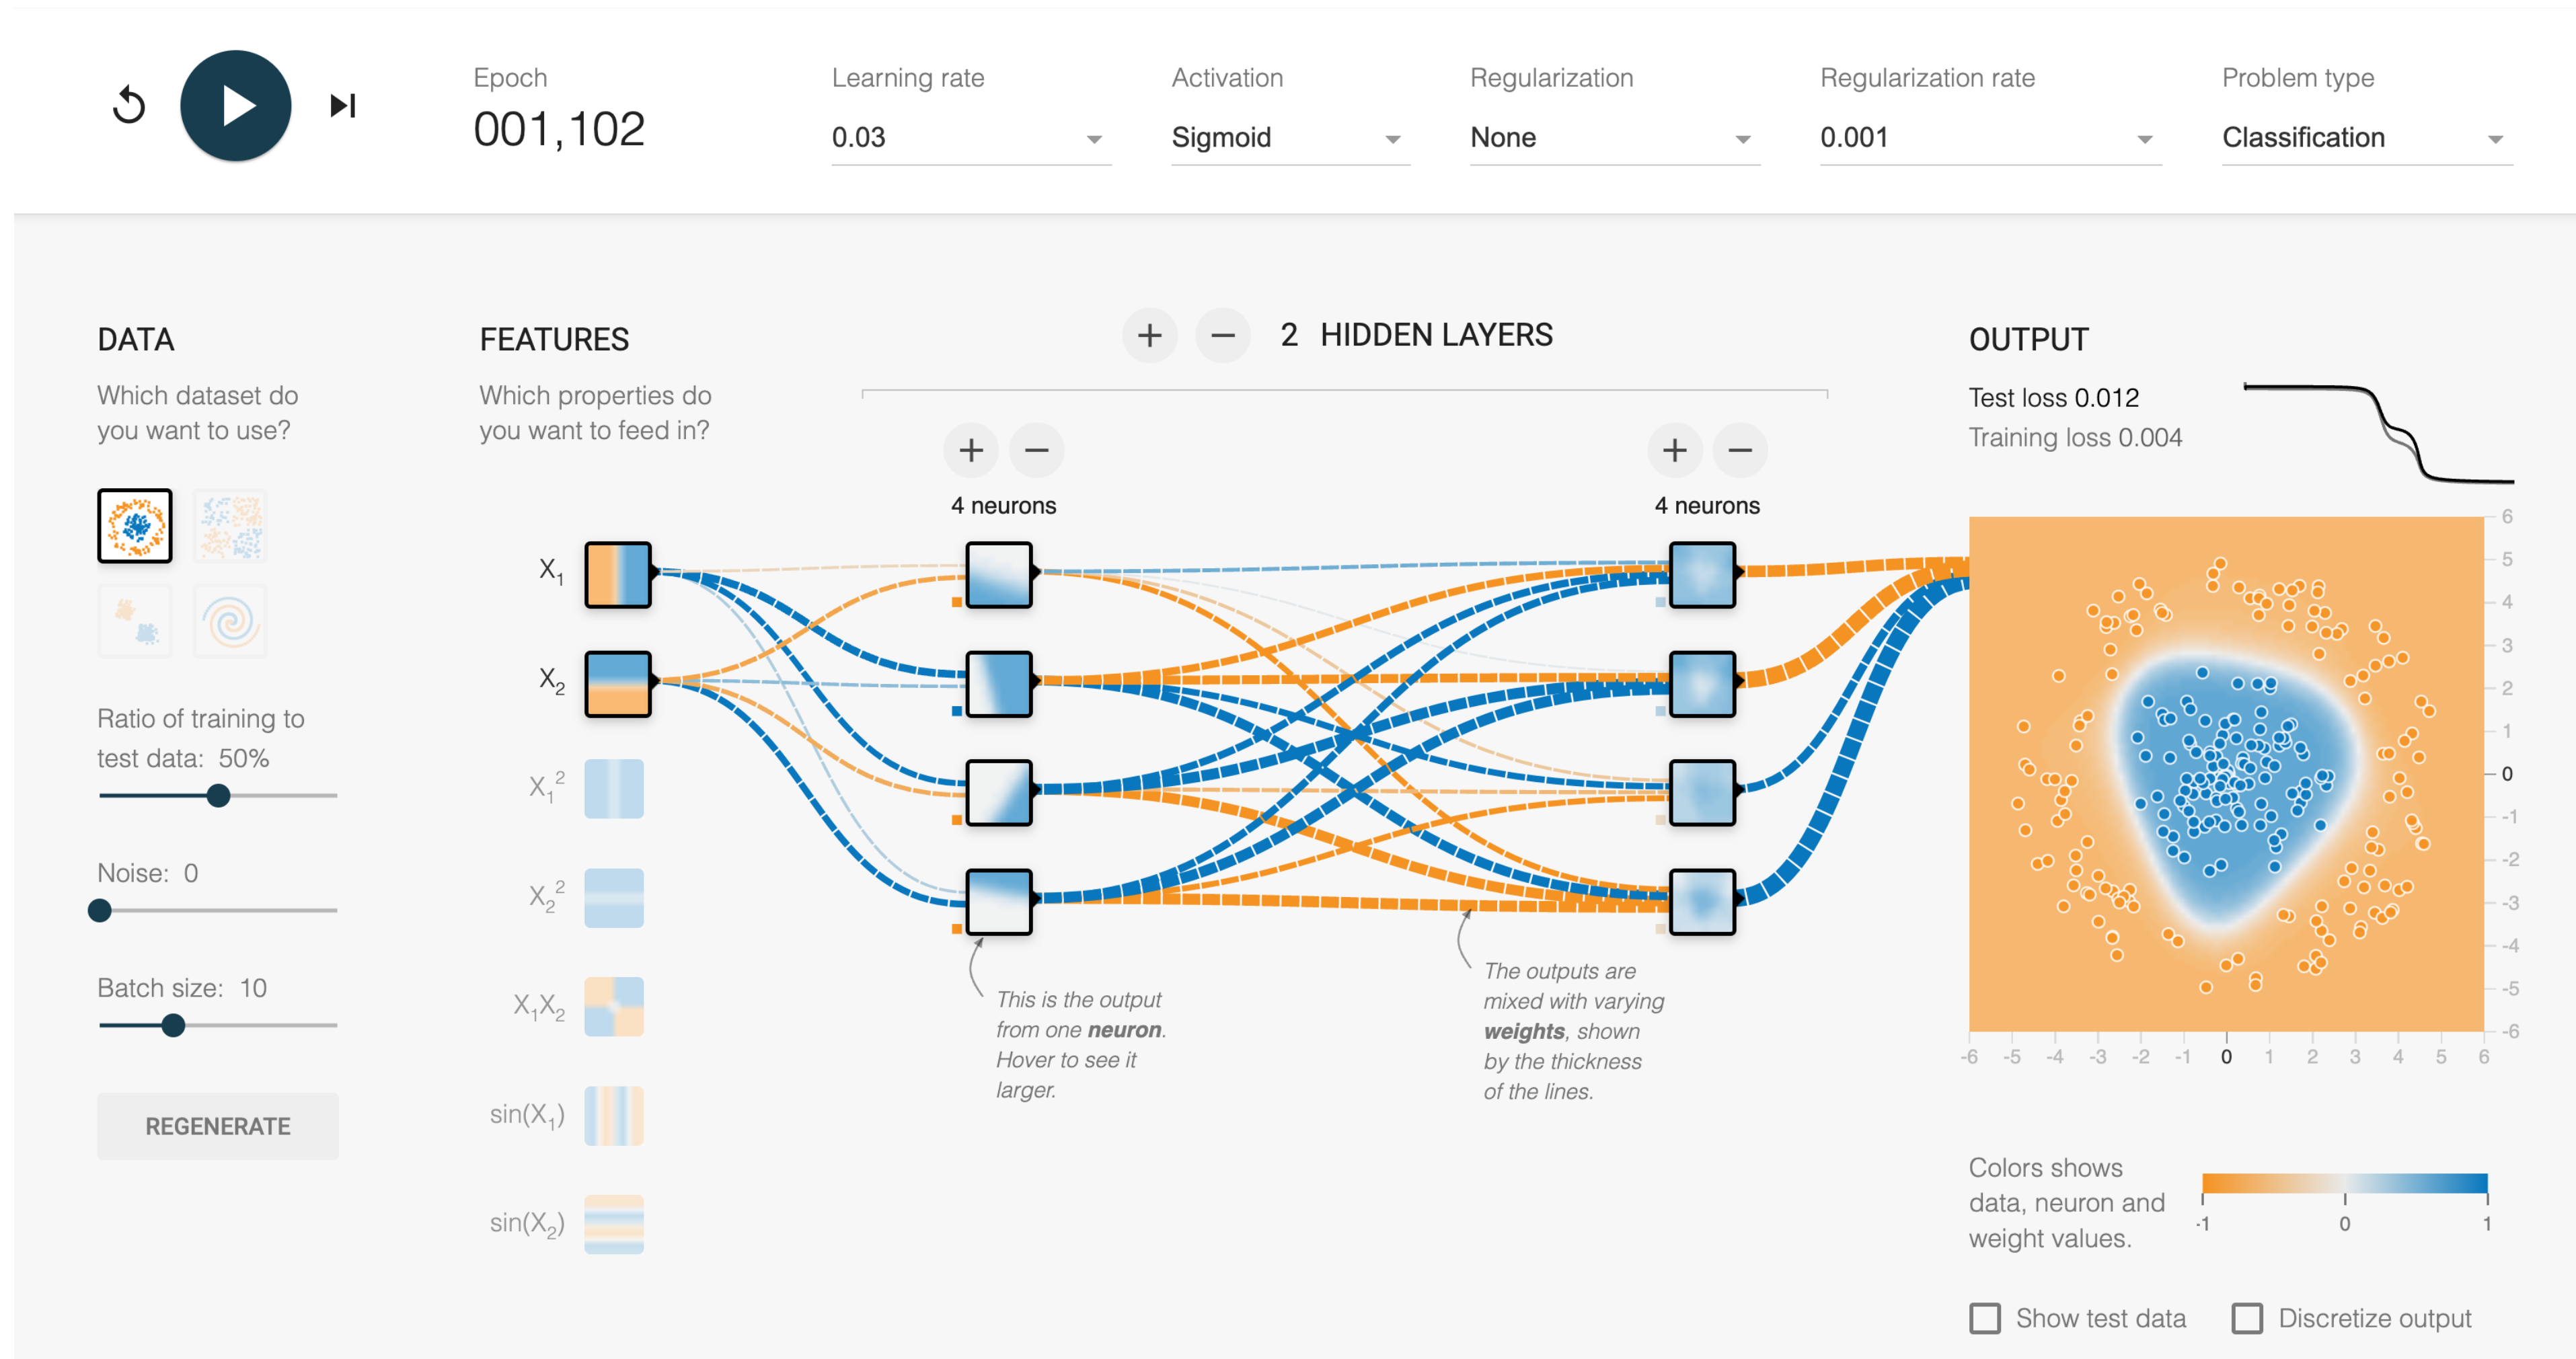 Epoch
001,102
Learning rate
0.03
Activation
Sigmoid
Regularization
None
Regularization rate
0.001
Problem type
Classification
DATA
Which dataset do
you want to use?
Ratio of training to
test data: 50%
Noise: 0
Batch size: 10
REGENERATE
FEATURES
Which properties do
you want to feed in?
X1
X2
X1²
X2²
X1X2
sin(X1)
sin(X2)
+ − 2 HIDDEN LAYERS
+ −
4 neurons
+ −
4 neurons
This is the output
from one neuron.
Hover to see it
larger.
The outputs are
mixed with varying
weights, shown
by the thickness
of the lines.
OUTPUT
Test loss 0.012
Training loss 0.004
6
5
4
3
2
1
0
-1
-2
-3
-4
-5
-6
-6 -5 -4 -3 -2 -1 0 1 2 3 4 5 6
Colors shows
data, neuron and
weight values.
-1 0 1
Show test data
Discretize output